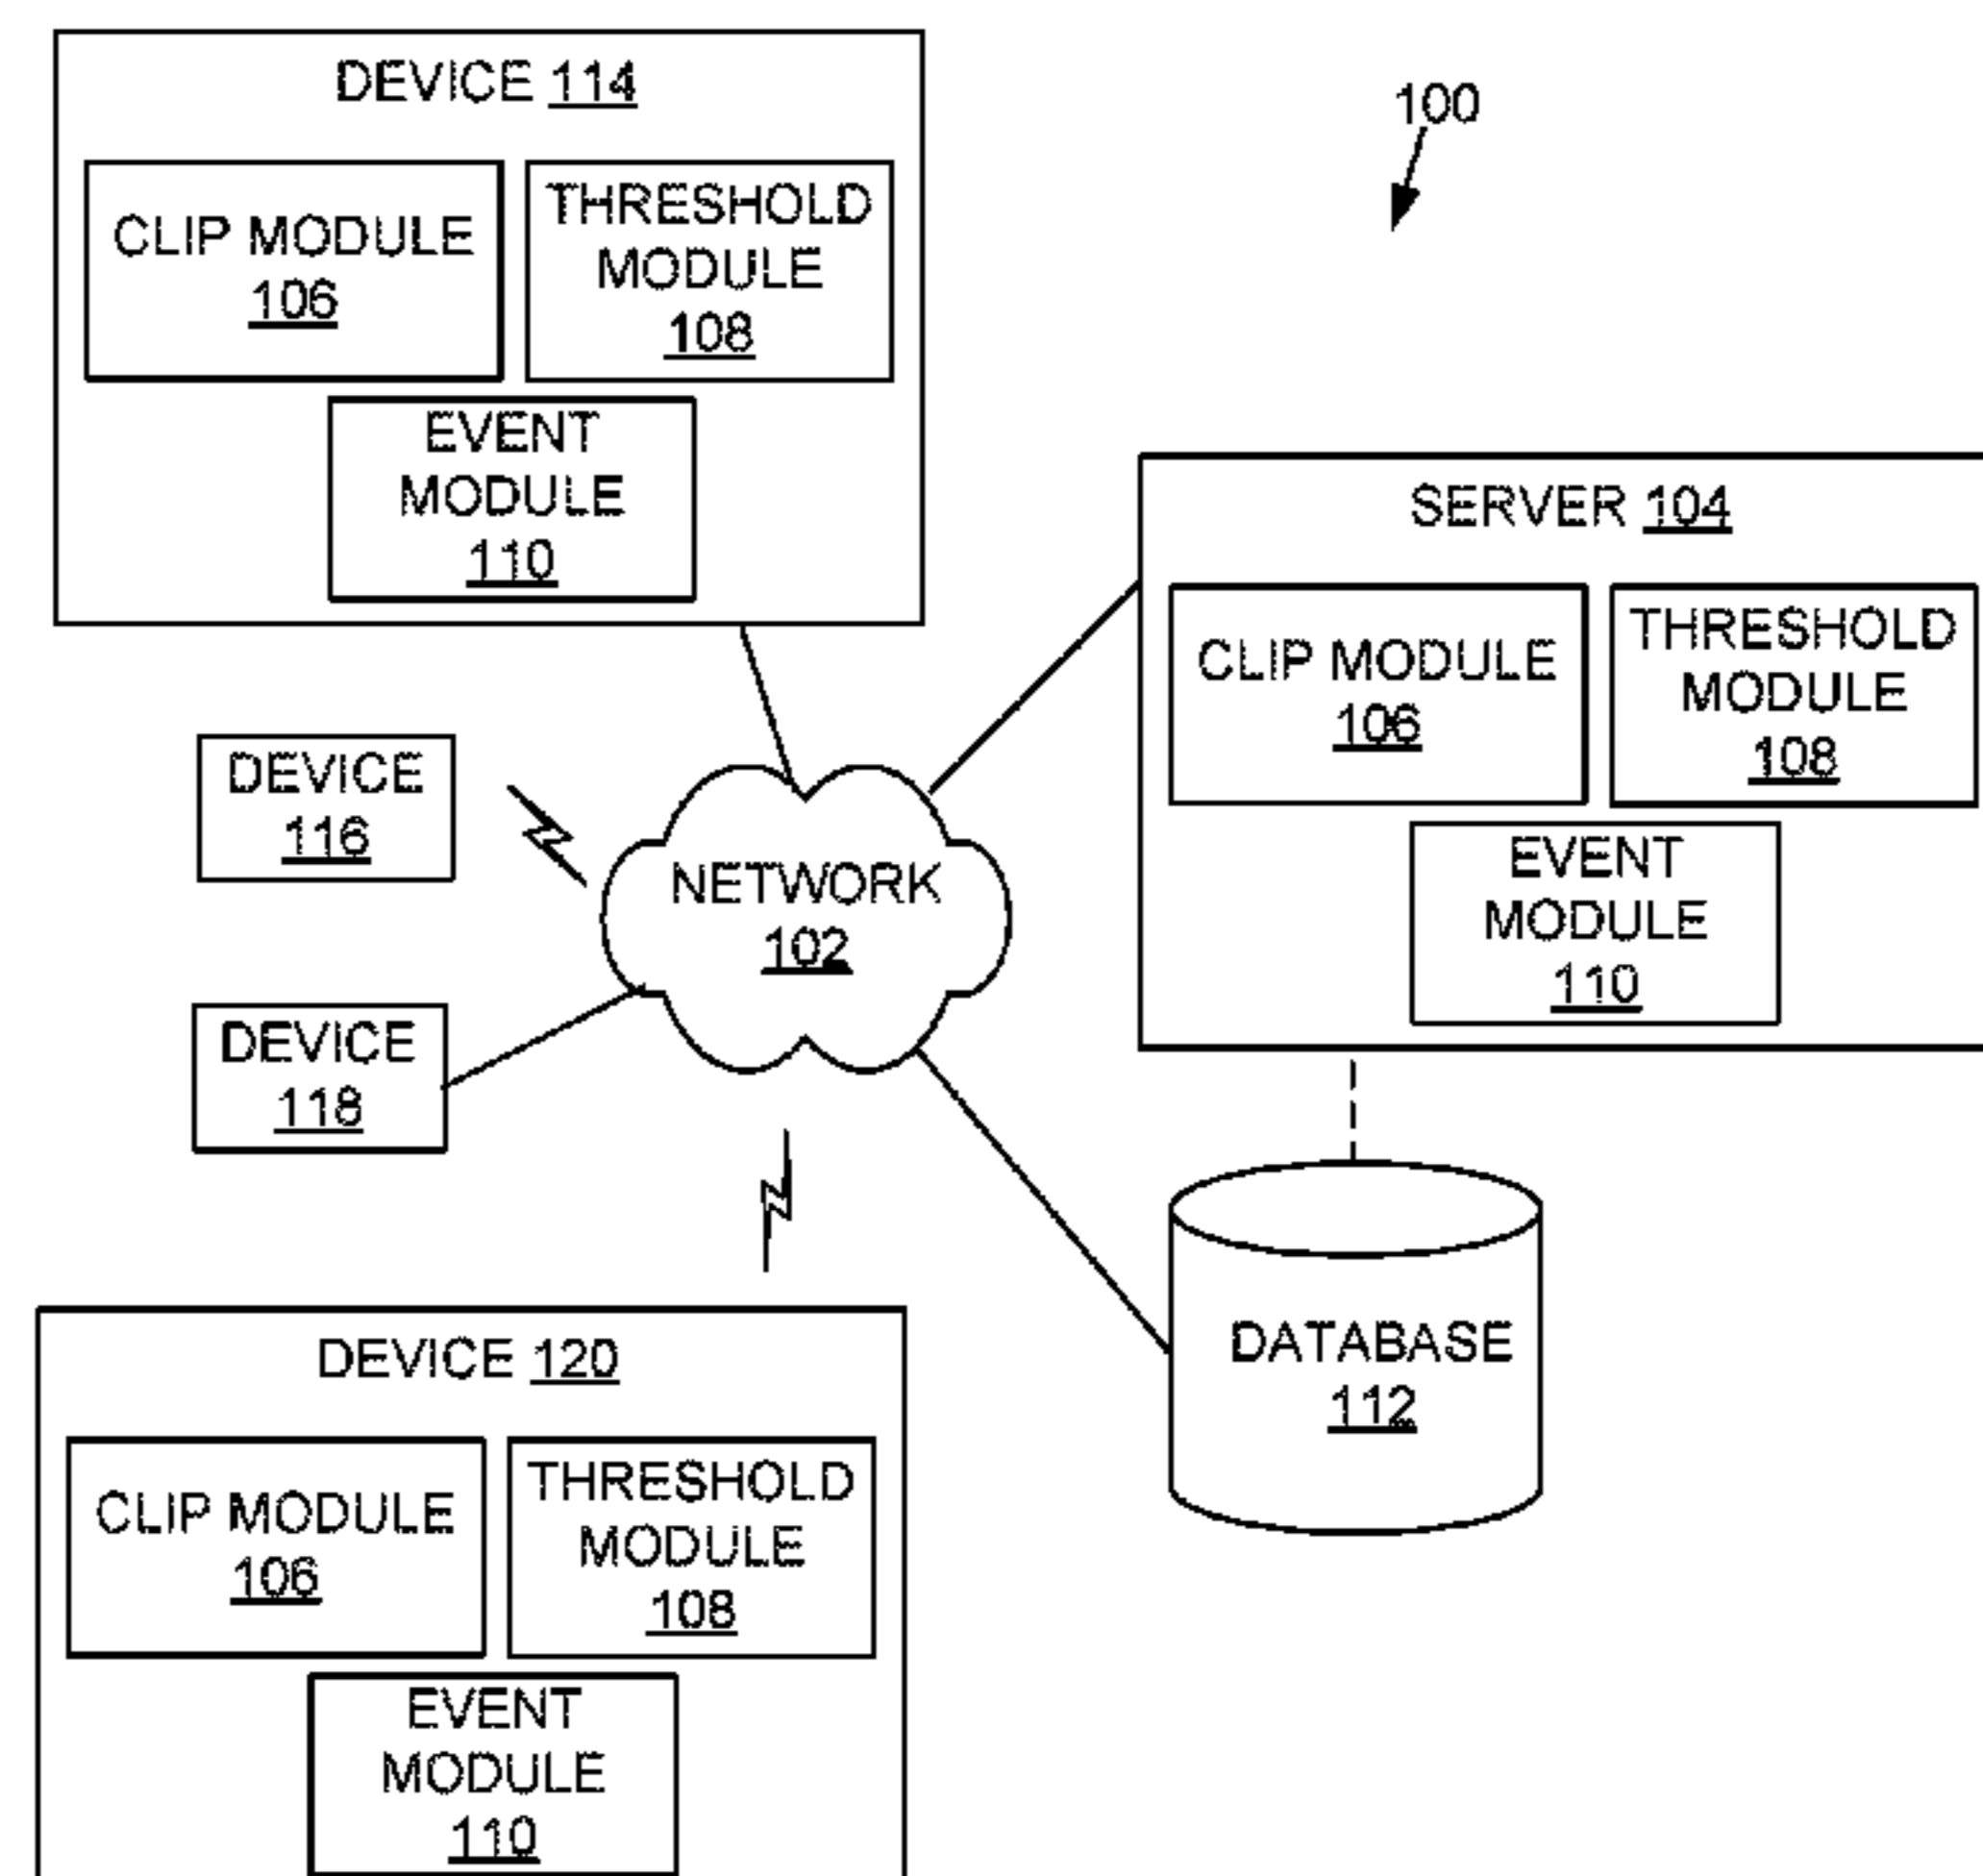 DEVICE 114
CLIP MODULE
106
THRESHOLD
MODULE
108
EVENT
MODULE
110
100
SERVER 104
CLIP MODULE
106
THRESHOLD
MODULE
108
EVENT
MODULE
110
DEVICE
116
NETWORK
102
DEVICE
118
DATABASE
112
DEVICE 120
CLIP MODULE
106
THRESHOLD
MODULE
108
EVENT
MODULE
110